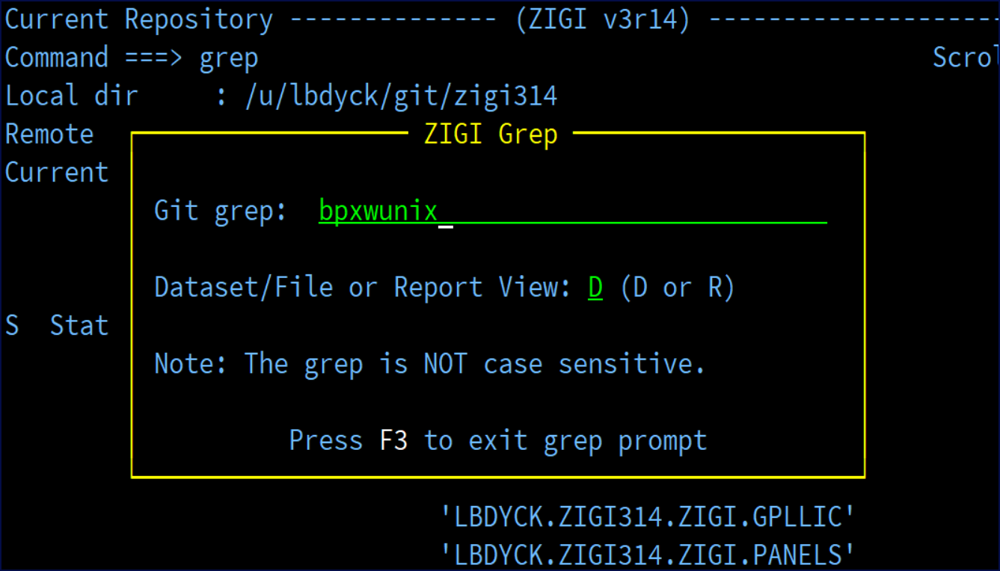 Current Repository -------------- (ZIGI v3r14) --------------------
Command ===> grep Scrol
Local dir : /u/lbdyck/git/zigi314
Remote
ZIGI Grep
Current
Git grep: bpxwunix_
Dataset/File or Report View: D (D or R)
S Stat
Note: The grep is NOT case sensitive.
Press F3 to exit grep prompt
'LBDYCK.ZIGI314.ZIGI.GPLLIC'
'LBDYCK.ZIGI314.ZIGI.PANELS'